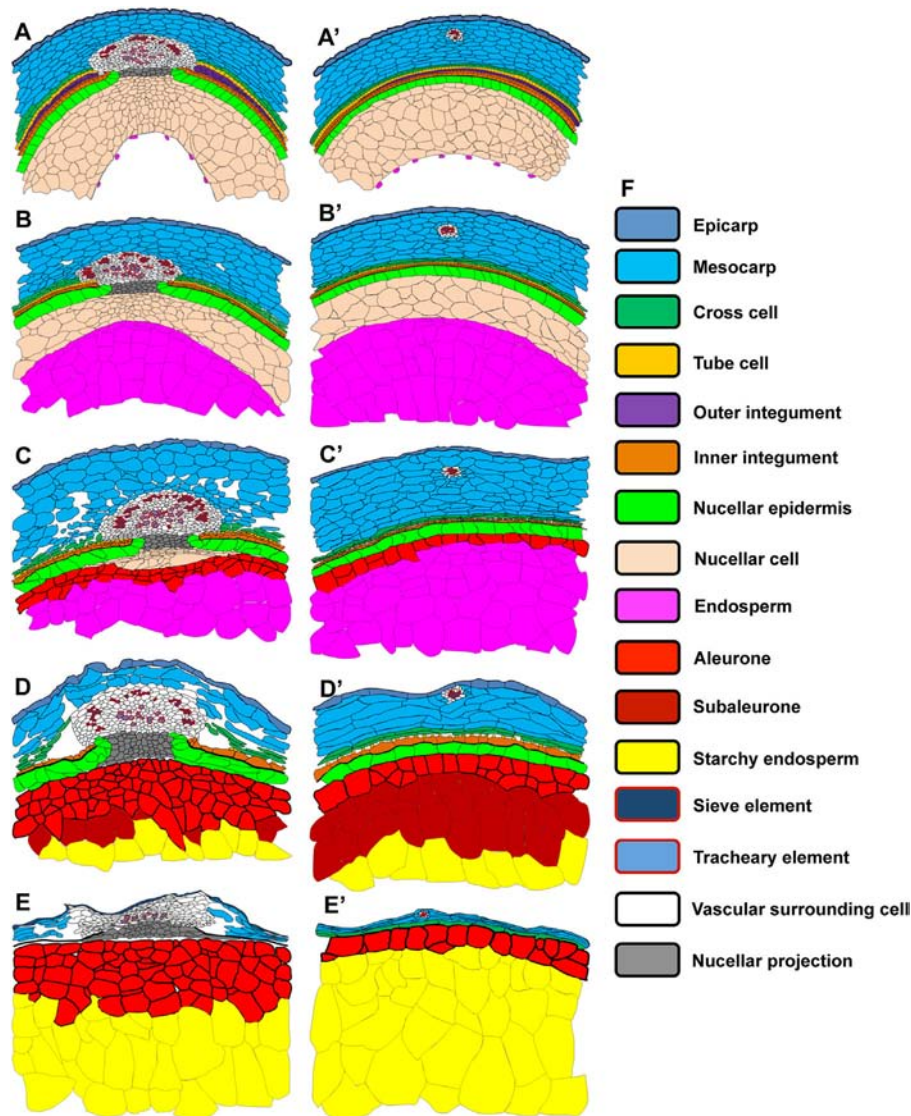 A
A'
B
B'
C
C'
D
D'
E
E'
F
Epicarp
Mesocarp
Cross cell
Tube cell
Outer integument
Inner integument
Nucellar epidermis
Nucellar cell
Endosperm
Aleurone
Subaleurone
Starchy endosperm
Sieve element
Tracheary element
Vascular surrounding cell
Nucellar projection